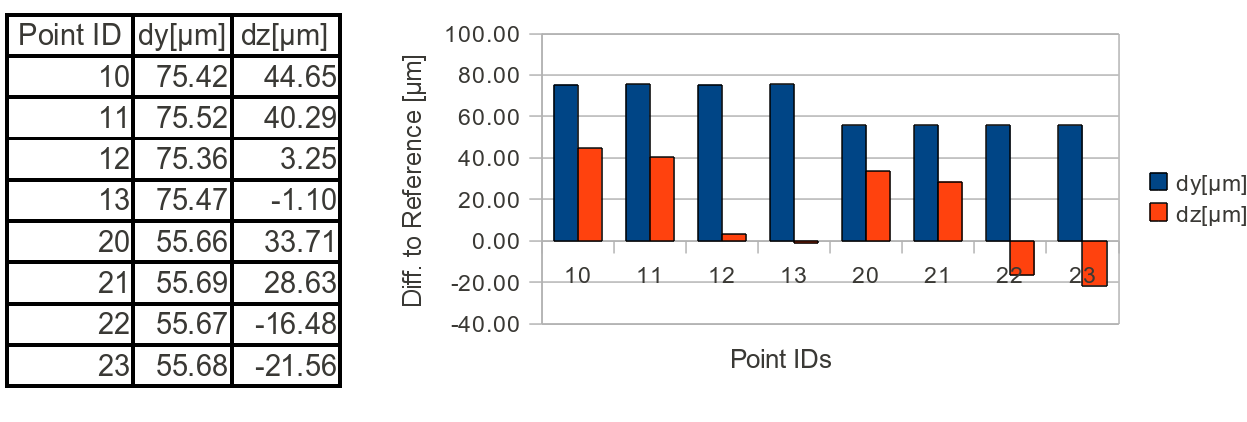 Point ID dy[µm] dz[µm]
10 75.42 44.65
11 75.52 40.29
12 75.36 3.25
13 75.47 -1.10
20 55.66 33.71
21 55.69 28.63
22 55.67 -16.48
23 55.68 -21.56
Diff. to Reference [µm]
100.00
80.00
60.00
40.00
20.00
0.00
-20.00
-40.00
10 11 12 13 20 21 22 23
Point IDs
dy[µm]
dz[µm]